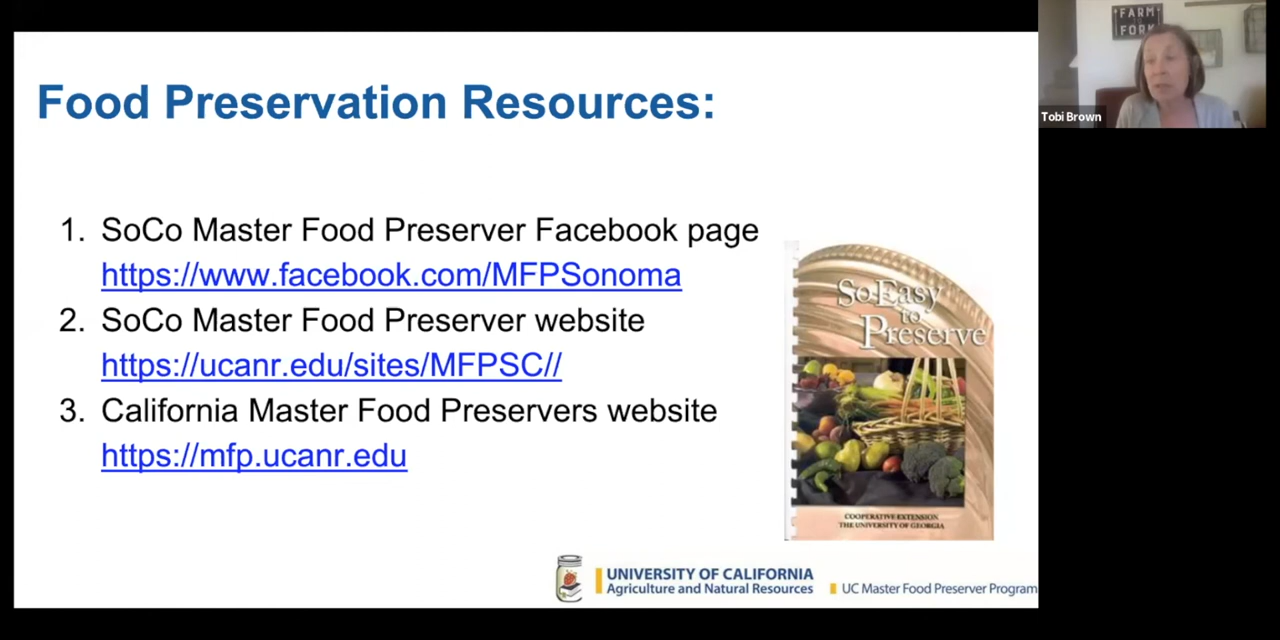 Food Preservation Resources:
1. SoCo Master Food Preserver Facebook page
https://www.facebook.com/MFPSonoma
2. SoCo Master Food Preserver website
https://ucanr.edu/sites/MFPSC//
3. California Master Food Preservers website
https://mfp.ucanr.edu
So Easy
to
Preserve
COOPERATIVE EXTENSION
THE UNIVERSITY OF GEORGIA
UNIVERSITY OF CALIFORNIA
Agriculture and Natural Resources
UC Master Food Preserver Program
FARM
FORK
Tobi Brown